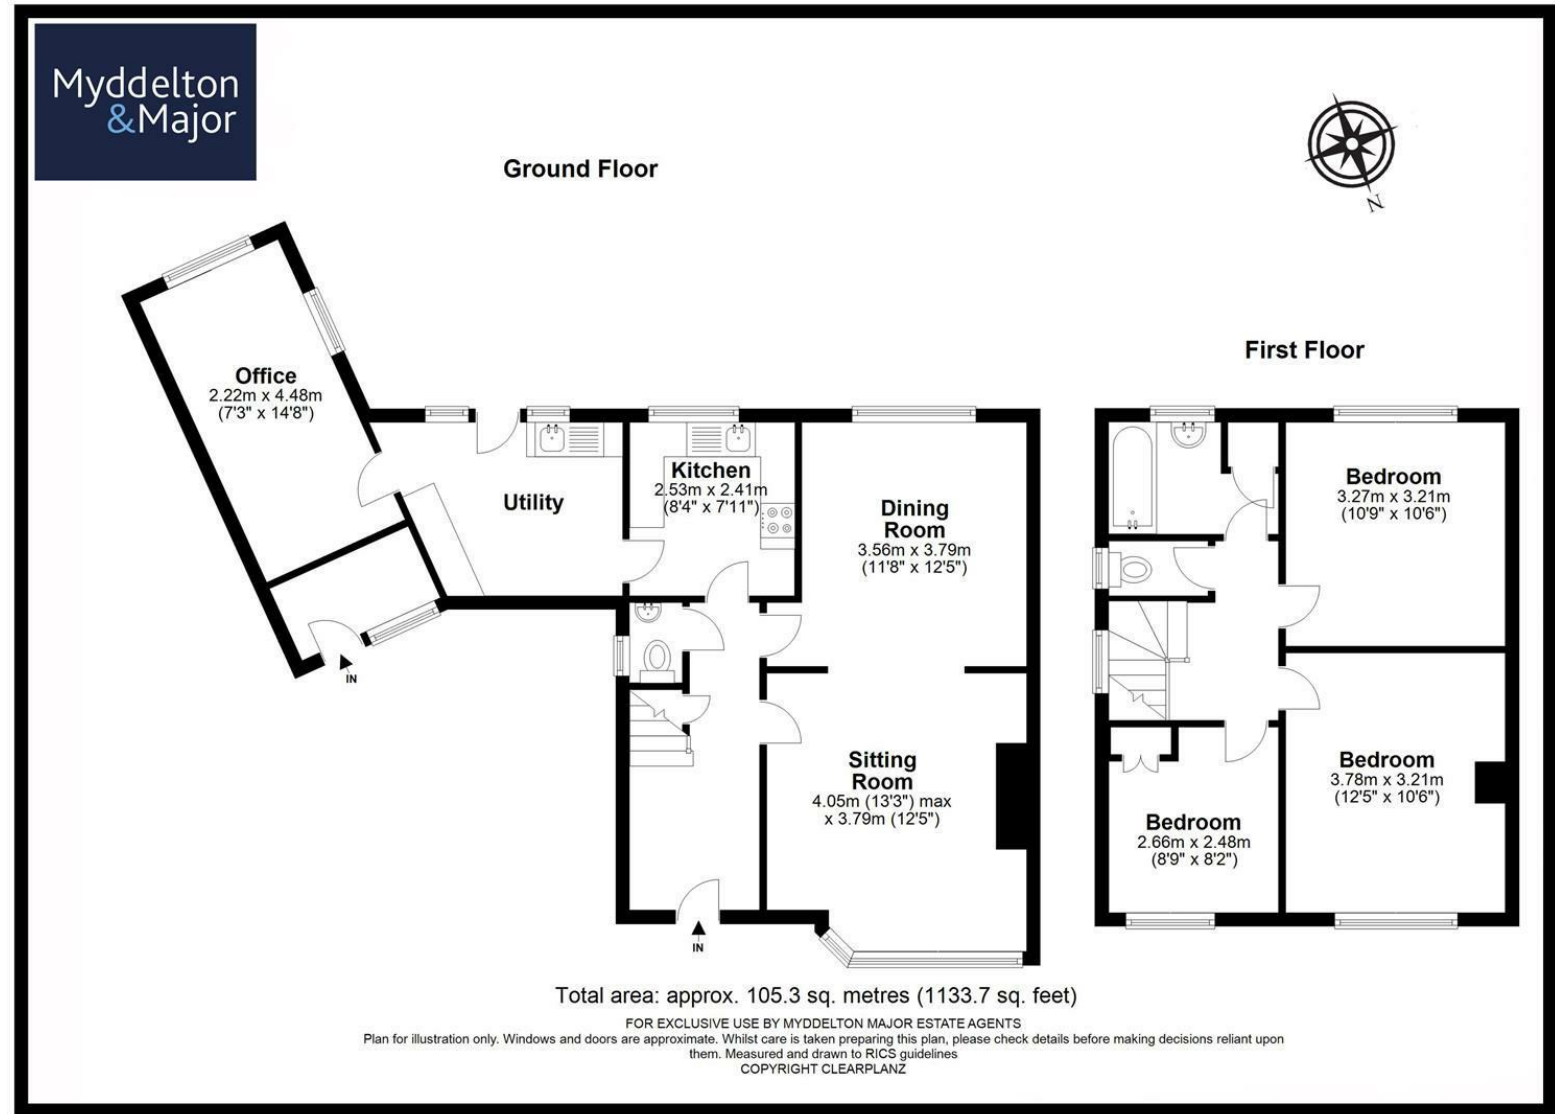 Myddelton
&Major
Ground Floor
N
First Floor
Office
2.22m x 4.48m
(7'3" x 14'8")
Utility
Kitchen
2.53m x 2.41m
(8'4" x 7'11")
Dining
Room
3.56m x 3.79m
(11'8" x 12'5")
Sitting
Room
4.05m (13'3") max
x 3.79m (12'5")
IN
IN
Bedroom
3.27m x 3.21m
(10'9" x 10'6")
Bedroom
3.78m x 3.21m
(12'5" x 10'6")
Bedroom
2.66m x 2.48m
(8'9" x 8'2")
Total area: approx. 105.3 sq. metres (1133.7 sq. feet)
FOR EXCLUSIVE USE BY MYDDELTON MAJOR ESTATE AGENTS
Plan for illustration only. Windows and doors are approximate. Whilst care is taken preparing this plan, please check details before making decisions reliant upon
them. Measured and drawn to RICS guidelines
COPYRIGHT CLEARPLANZ